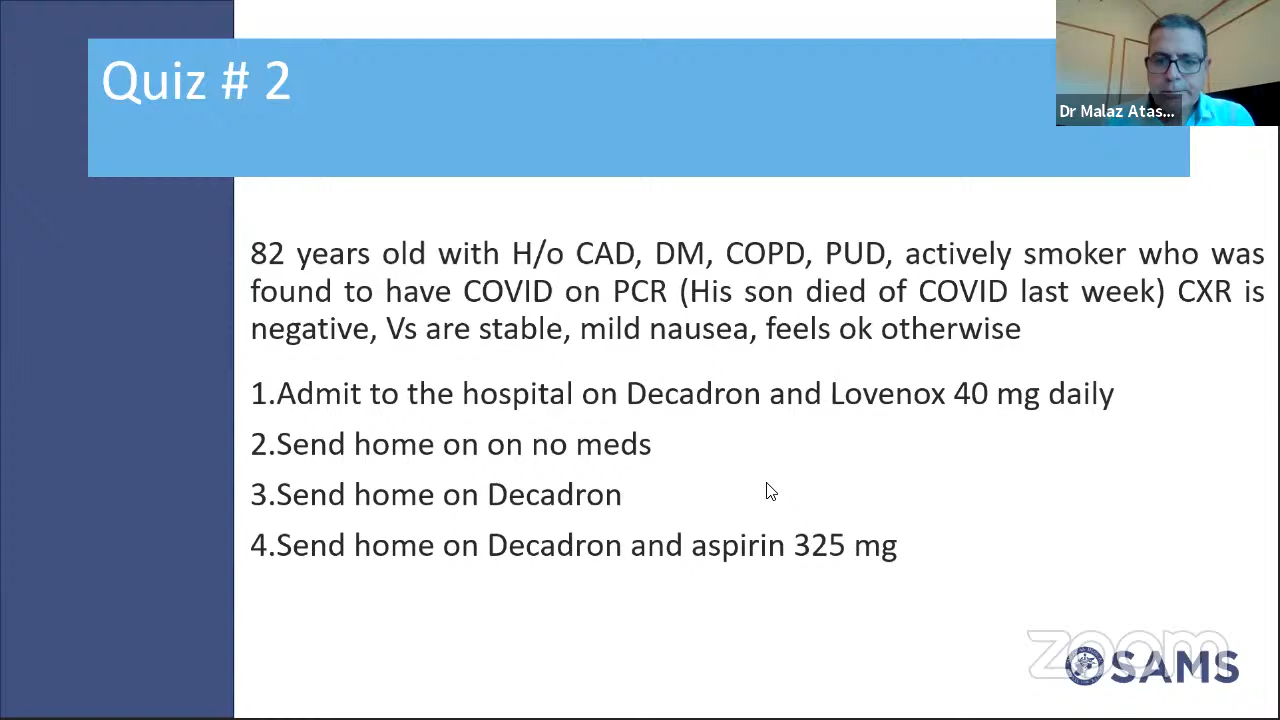 Quiz # 2
Dr Malaz Atas...
82 years old with H/o CAD, DM, COPD, PUD, actively smoker who was
found to have COVID on PCR (His son died of COVID last week) CXR is
negative, Vs are stable, mild nausea, feels ok otherwise
1.Admit to the hospital on Decadron and Lovenox 40 mg daily
2.Send home on on no meds
3.Send home on Decadron
4.Send home on Decadron and aspirin 325 mg
zoom
SAMS